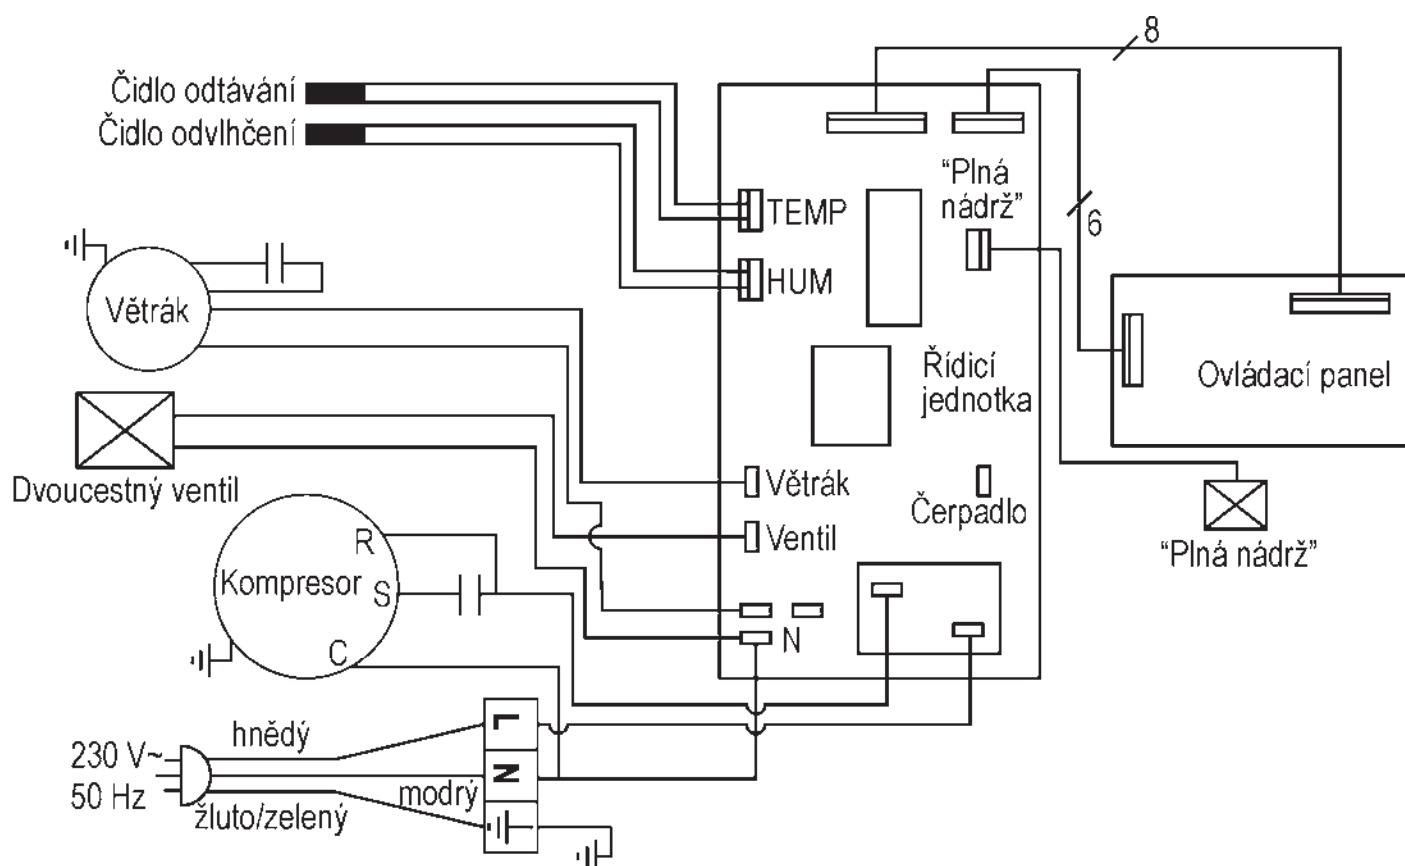 8
Čidlo odtávání
Čidlo odvlhčení
“Plná
nádrž”
TEMP
6
HUM
Větrák
Řídicí
jednotka
Ovládací panel
Dvoucestný ventil
Větrák
Čerpadlo
Ventil
“Plná nádrž”
R
Kompresor
S
N
C
L
hnědý
230 V~
N
50 Hz
modrý
žluto/zelený